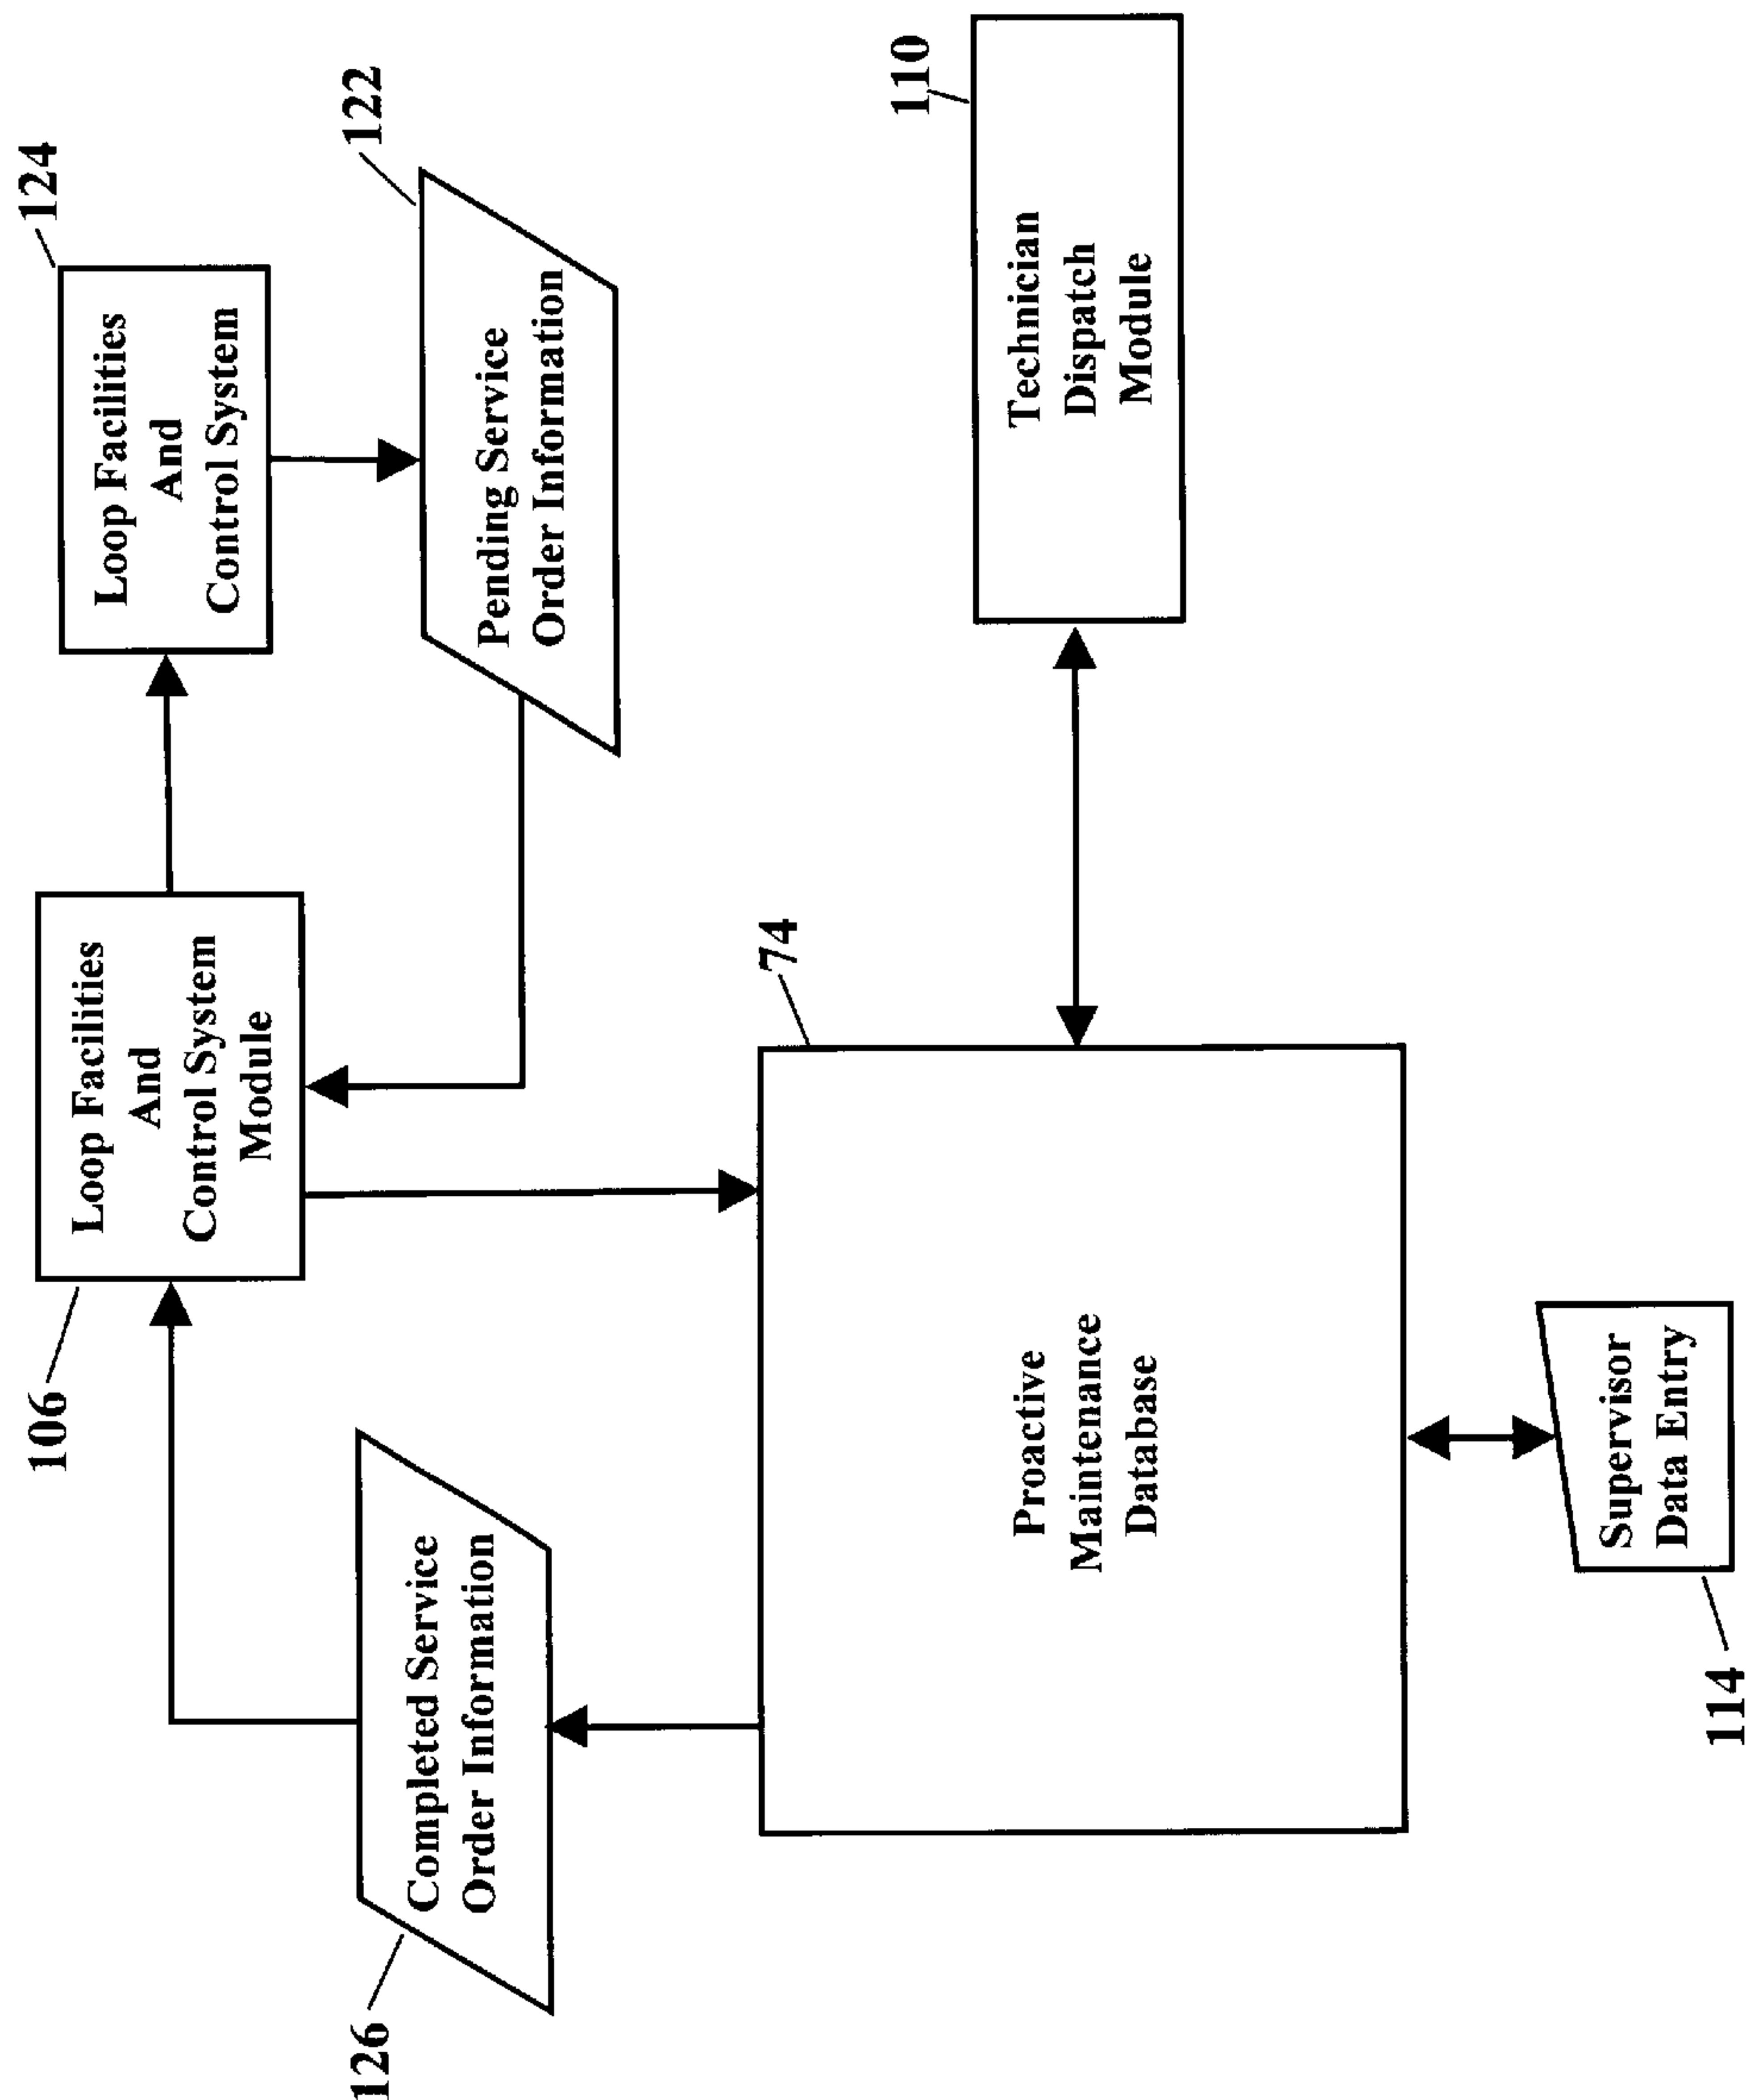 124
Loop Facilities
And
Control System
122
Pending Service
Order Information
106
Loop Facilities
And
Control System
Module
126
Completed Service
Order Information
74
Proactive
Maintenance
Database
110
Technician
Dispatch
Module
114
Supervisor
Data Entry